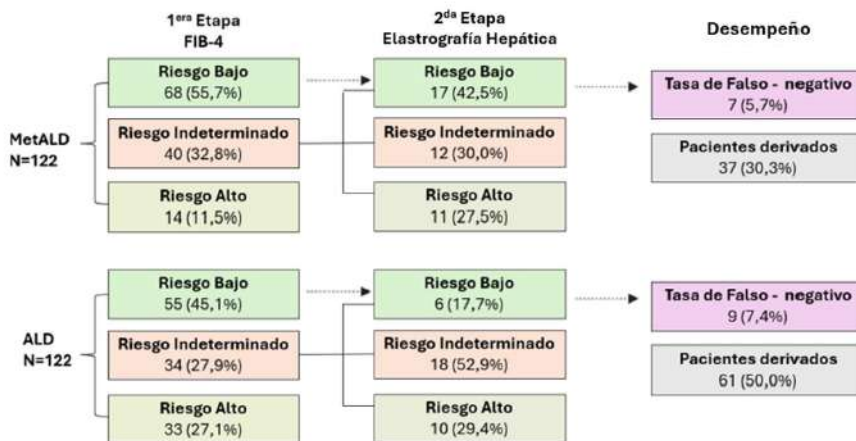 1era Etapa
FIB-4
2da Etapa
Elastrografía Hepática
Desempeño
MetALD
N=122
Riesgo Bajo
68 (55,7%)
Riesgo Indeterminado
40 (32,8%)
Riesgo Alto
14 (11,5%)
Riesgo Bajo
17 (42,5%)
Riesgo Indeterminado
12 (30,0%)
Riesgo Alto
11 (27,5%)
Tasa de Falso - negativo
7 (5,7%)
Pacientes derivados
37 (30,3%)
ALD
N=122
Riesgo Bajo
55 (45,1%)
Riesgo Indeterminado
34 (27,9%)
Riesgo Alto
33 (27,1%)
Riesgo Bajo
6 (17,7%)
Riesgo Indeterminado
18 (52,9%)
Riesgo Alto
10 (29,4%)
Tasa de Falso - negativo
9 (7,4%)
Pacientes derivados
61 (50,0%)